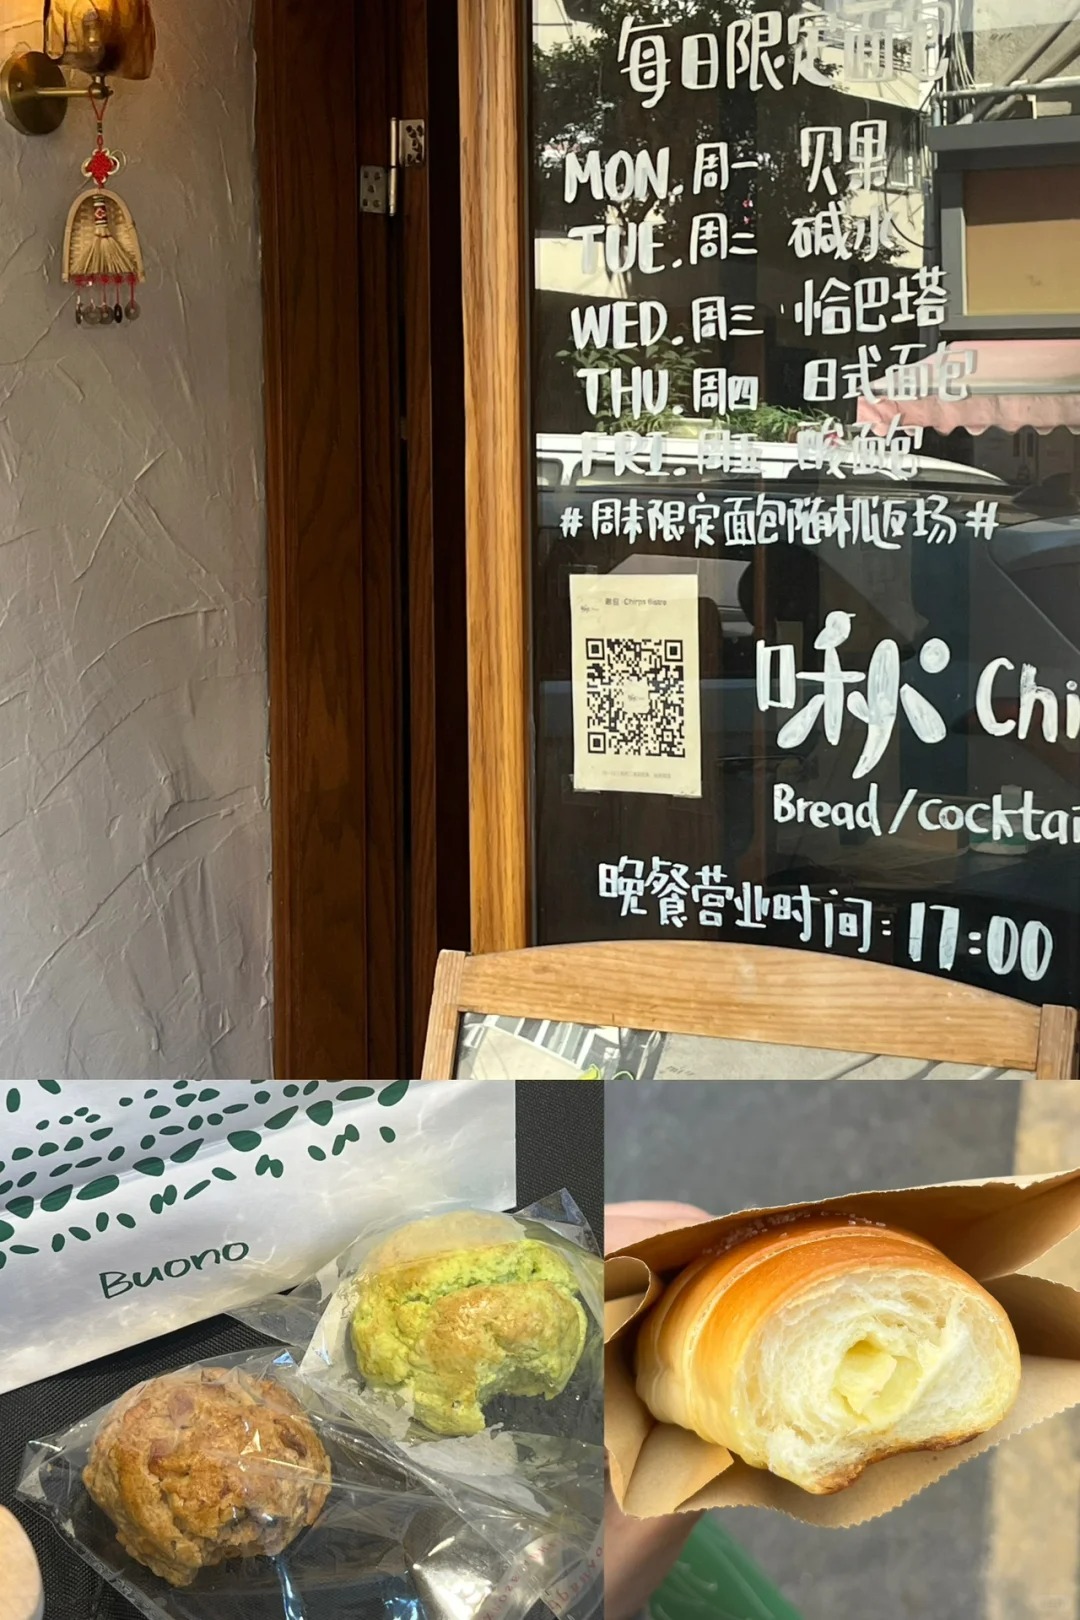 每日限定面包
MON. 周一 贝果
TUE. 周二 碱水
WED. 周三 恰巴塔
THU. 周四 日式面包
FRI. 周五 酸面包
#周末限定面包随机返场#
Chirps Bistro
啾 Chi
Bread/cocktai
晚餐营业时间:17:00
Buono